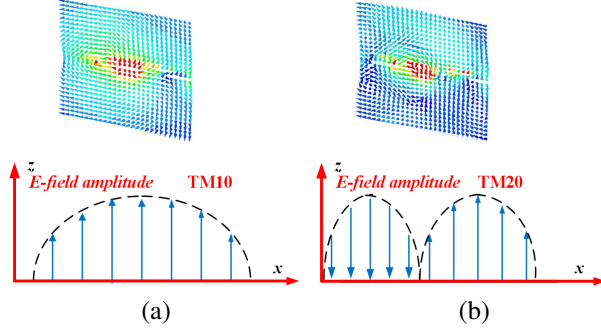 z
E-field amplitude TM10
x
(a)
z
E-field amplitude TM20
x
(b)